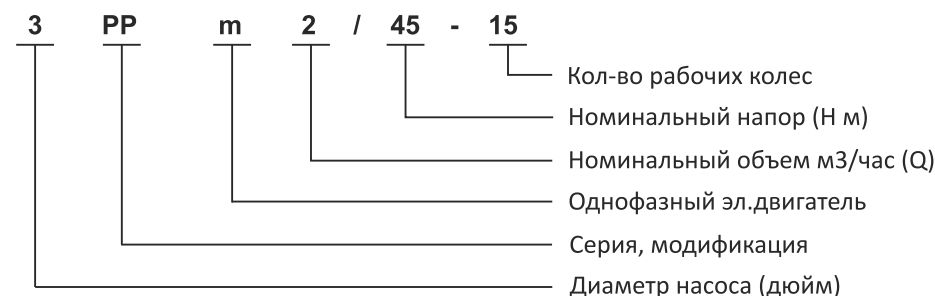 3 PP m 2 / 45 - 15
Кол-во рабочих колес
Номинальный напор (Н м)
Номинальный объем м3/час (Q)
Однофазный эл.двигатель
Серия, модификация
Диаметр насоса (дюйм)